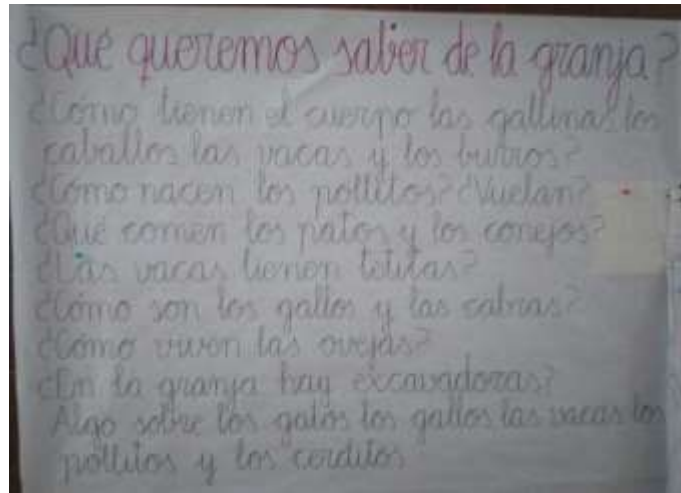 ¿Qué queremos saber de la granja?
¿Cómo tienen el cuerpo las gallinas los
caballos las vacas y los burros?
¿Cómo nacen los pollitos? ¿Vuelan?
¿Qué comen los patos y los conejos?
¿Las vacas tienen tetitas?
¿Cómo son los gallos y las cabras?
¿Cómo viven las ovejas?
¿En la granja hay excavadoras?
Algo sobre los gatos los gallos las vacas los
pollitos y los cerditos